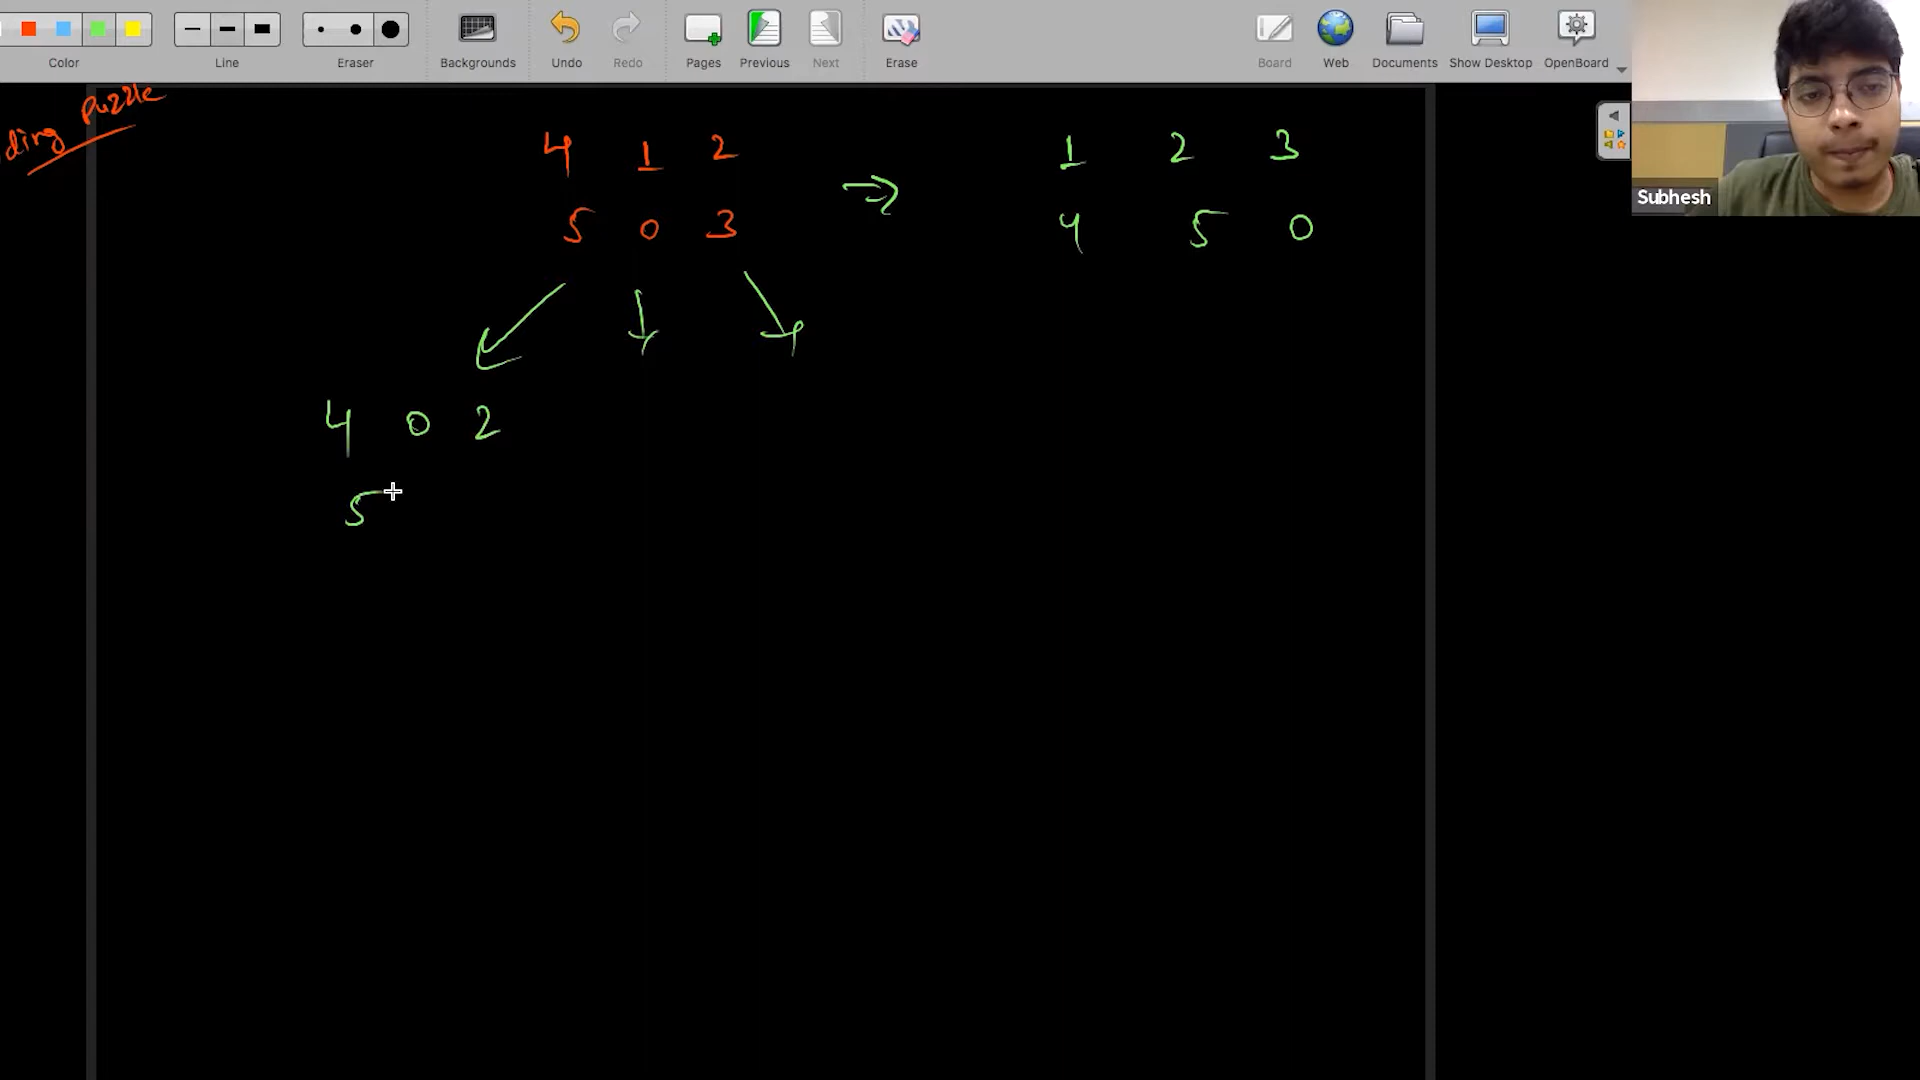 Color
Line
Eraser
Backgrounds
Undo
Redo
Pages
Previous
Next
Erase
Board
Web
Documents
Show Desktop
OpenBoard
Subhesh
ding puzzle
4 1 2
5 0 3
1 2 3
4 5 0
4 0 2
5